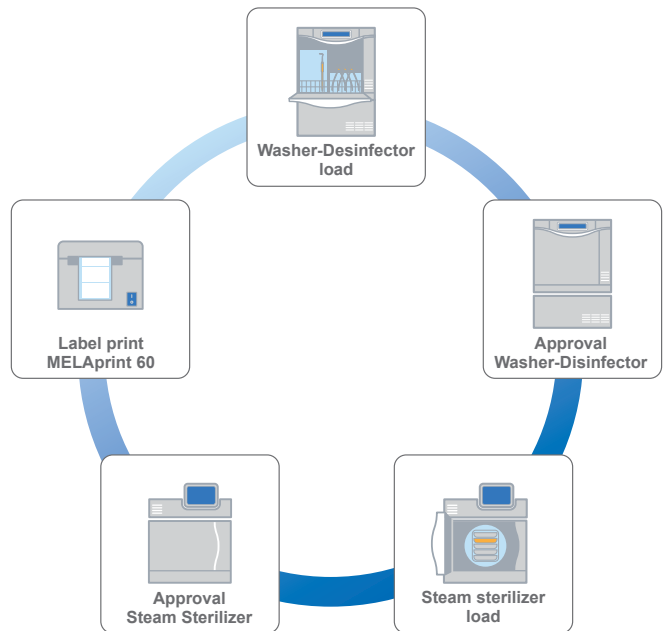 Washer-Desinfector
load
Approval
Washer-Disinfector
Steam sterilizer
load
Approval
Steam Sterilizer
Label print
MELAprint 60